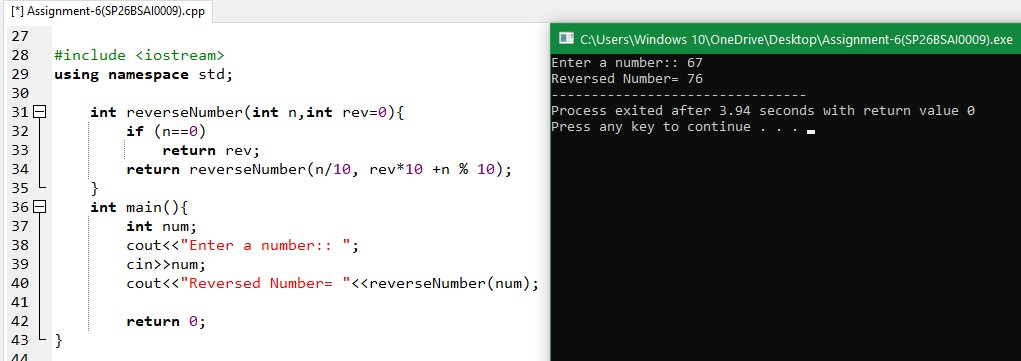 [*] Assignment-6(SP26BSAI0009).cpp
27
28 #include <iostream>
29 using namespace std;
30
31 int reverseNumber(int n,int rev=0){
32 if (n==0)
33 return rev;
34 return reverseNumber(n/10, rev*10 +n % 10);
35 }
36 int main(){
37 int num;
38 cout<<"Enter a number:: ";
39 cin>>num;
40 cout<<"Reversed Number= "<<reverseNumber(num);
41
42 return 0;
43 }
44
C:\Users\Windows 10\OneDrive\Desktop\Assignment-6(SP26BSAI0009).exe
Enter a number:: 67
Reversed Number= 76
--------------------------------
Process exited after 3.94 seconds with return value 0
Press any key to continue . . .